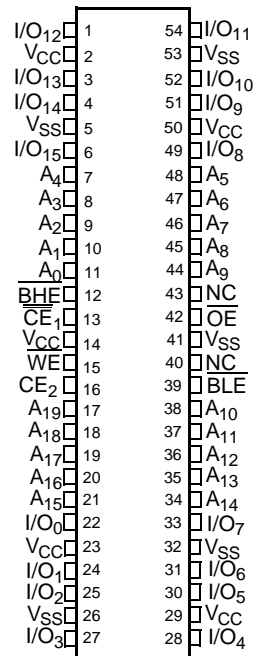 I/O12 1 54 I/O11
VCC 2 53 VSS
I/O13 3 52 I/O10
I/O14 4 51 I/O9
VSS 5 50 VCC
I/O15 6 49 I/O8
A4 7 48 A5
A3 8 47 A6
A2 9 46 A7
A1 10 45 A8
A0 11 44 A9
BHE 12 43 NC
CE1 13 42 OE
VCC 14 41 VSS
WE 15 40 NC
CE2 16 39 BLE
A19 17 38 A10
A18 18 37 A11
A17 19 36 A12
A16 20 35 A13
A15 21 34 A14
I/O0 22 33 I/O7
VCC 23 32 VSS
I/O1 24 31 I/O6
I/O2 25 30 I/O5
VSS 26 29 VCC
I/O3 27 28 I/O4